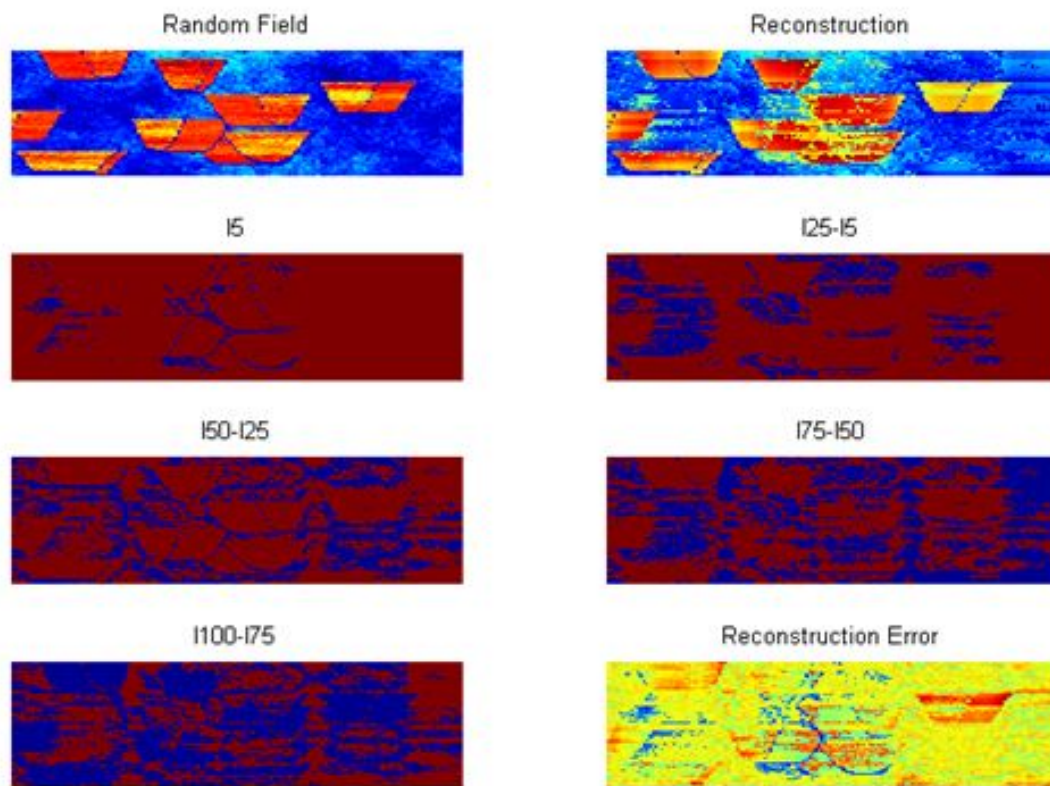 Random Field
Reconstruction
I5
I25-I5
I50-I25
I75-I50
I100-I75
Reconstruction Error